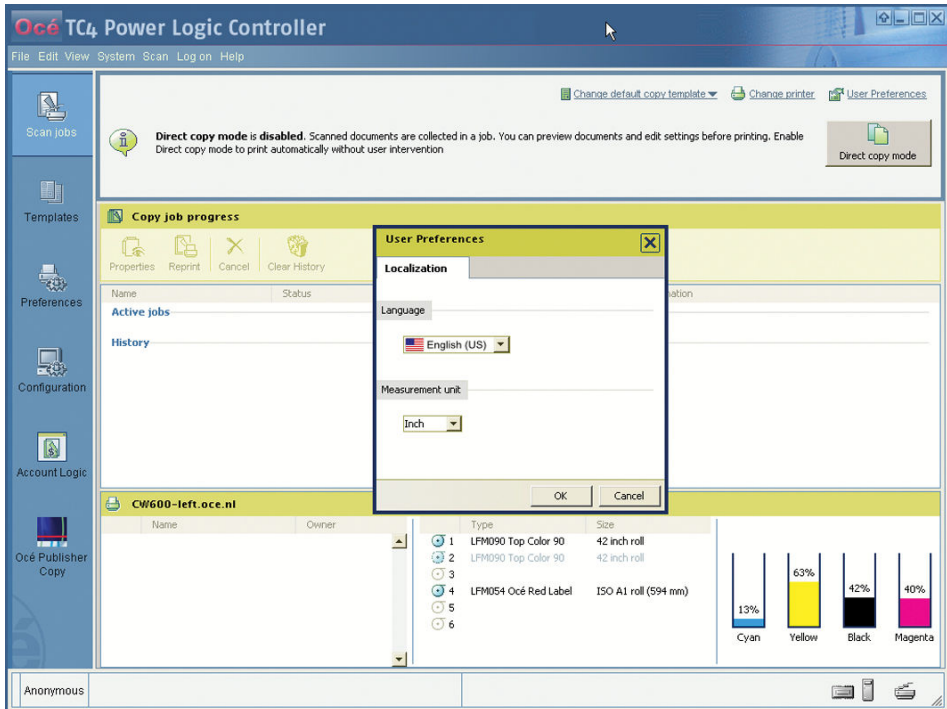 Océ TC4 Power Logic Controller
File Edit View System Scan Log on Help
Change default copy template Change printer User Preferences
Scan jobs
Direct copy mode is disabled. Scanned documents are collected in a job. You can preview documents and edit settings before printing. Enable
Direct copy mode to print automatically without user intervention
Direct copy mode
Templates
Copy job progress
Properties Reprint Cancel Clear History
Name Status
Active jobs
History
User Preferences
Localization
Language
English (US)
Measurement unit
Inch
OK Cancel
Preferences
Configuration
Account Logic
Océ Publisher
Copy
CW600-left.oce.nl
Name Owner Type Size
1 LFM090 Top Color 90 42 inch roll
2 LFM090 Top Color 90 42 inch roll
3
4 LFM054 Océ Red Label ISO A1 roll (594 mm)
5
6
13% 63% 42% 40%
Cyan Yellow Black Magenta
Anonymous